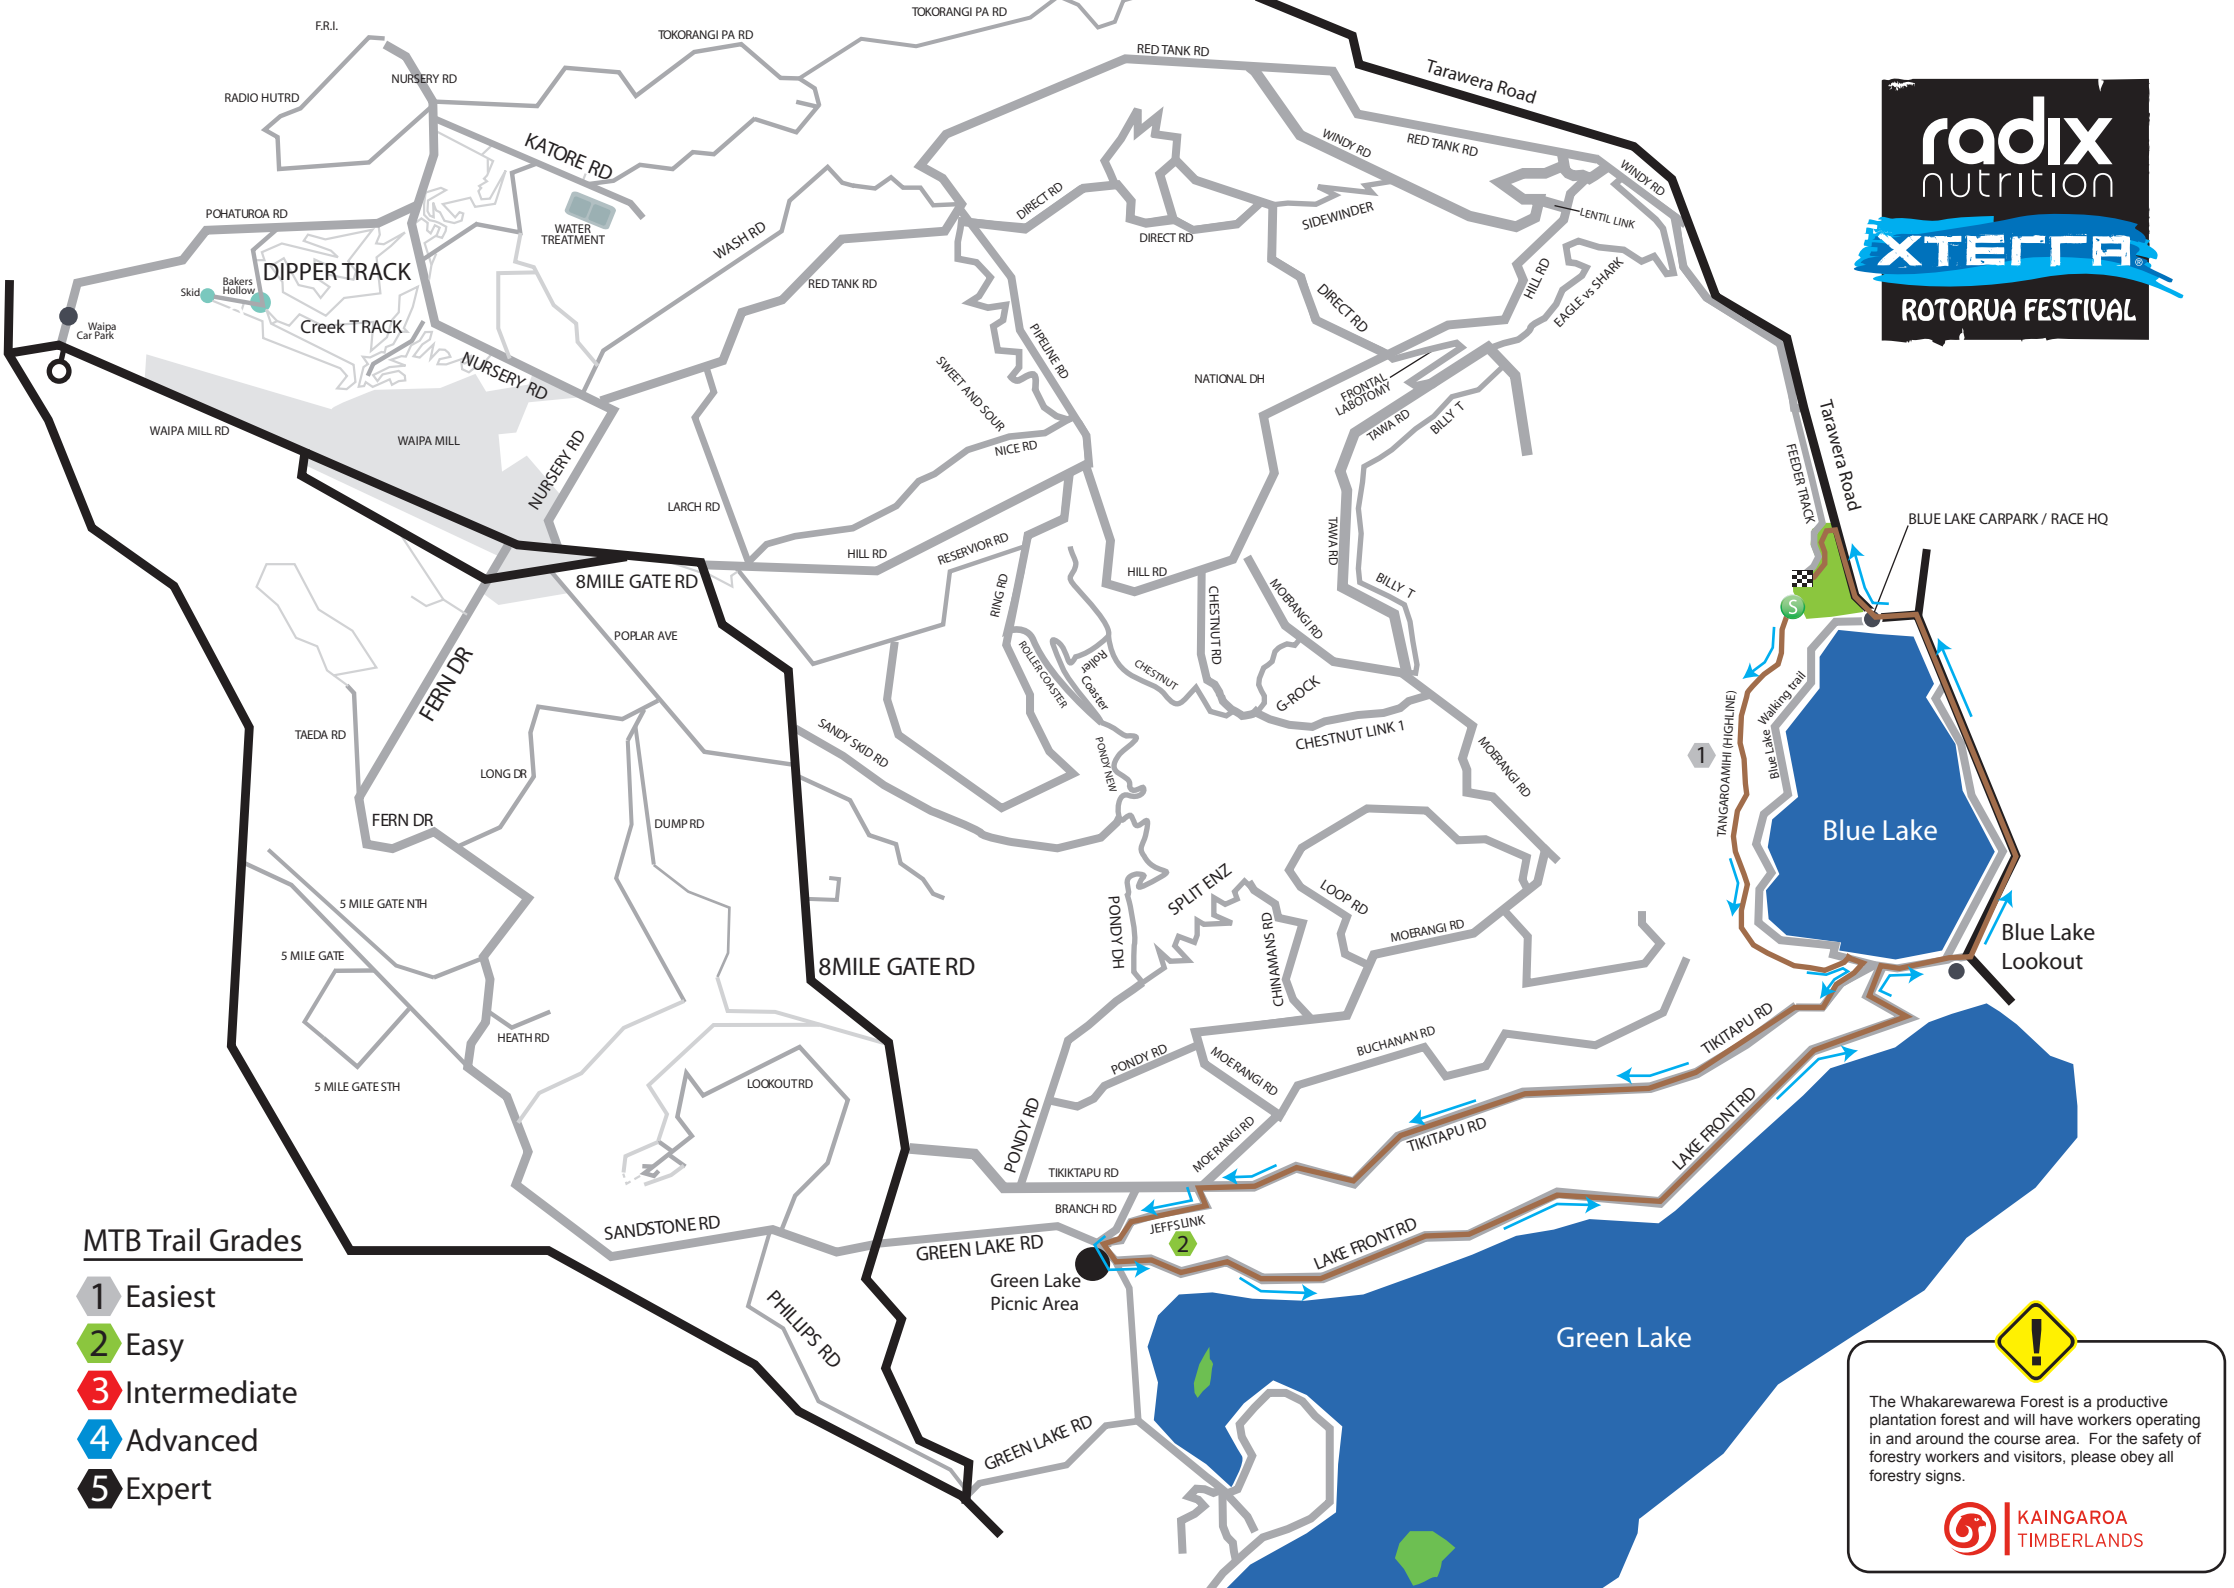 TOKORANGI PA RD
F.R.I.
TOKORANGI PA RD
RED TANK RD
Tarawera Road
NURSERY RD
RADIO HUTRD
radix
nutrition
XTERRA
ROTORUA FESTIVAL
KATORE RD
WINDY RD
RED TANK RD
WINDY RD
POHATUROA RD
WATER
TREATMENT
WASH RD
DIRECT RD
DIRECT RD
SIDEWINDER
LENTIL LINK
DIPPER TRACK
Skid
Bakers
Hollow
RED TANK RD
HILL RD
EAGLE vs SHARK
DIRECT RD
Waipa
Car Park
Creek TRACK
NURSERY RD
PIPELINE RD
SWEET AND SOUR
NATIONAL DH
FRONTAL
LABOTOMY
TAWA RD
BILLY T
Tarawera Road
WAIPA MILL RD
WAIPA MILL
NURSERY RD
NICE RD
FEEDER TRACK
LARCH RD
BLUE LAKE CARPARK / RACE HQ
HILL RD
RESERVIOR RD
TAWA RD
8MILE GATE RD
RING RD
HILL RD
CHESTNUT RD
MOERANGI RD
BILLY T
S
POPLAR AVE
FERN DR
ROLLER COASTER
Roller
Coaster
CHESTNUT
G-ROCK
TANGAROAMIHI (HIGHLINE)
Blue Lake Walking trail
TAEDA RD
SANDY SKID RD
CHESTNUT LINK 1
1
LONG DR
PONDY NEW
MOERANGI RD
FERN DR
DUMP RD
Blue Lake
5 MILE GATE NTH
SPLIT ENZ
LOOP RD
PONDY DH
CHINAMANS RD
MOERANGI RD
5 MILE GATE
8MILE GATE RD
Blue Lake
Lookout
HEATH RD
PONDY RD
MOERANGI RD
BUCHANAN RD
TIKITAPU RD
5 MILE GATE STH
LOOKOUT RD
PONDY RD
MOERANGI RD
TIKITAPU RD
LAKE FRONT RD
TIKIKTAPU RD
BRANCH RD
JEFFS LINK
2
SANDSTONE RD
GREEN LAKE RD
LAKE FRONT RD
Green Lake
Picnic Area
PHILLIPS RD
Green Lake
GREEN LAKE RD
MTB Trail Grades
1 Easiest
2 Easy
3 Intermediate
4 Advanced
5 Expert
!
The Whakarewarewa Forest is a productive
plantation forest and will have workers operating
in and around the course area. For the safety of
forestry workers and visitors, please obey all
forestry signs.
KAINGAROA
TIMBERLANDS